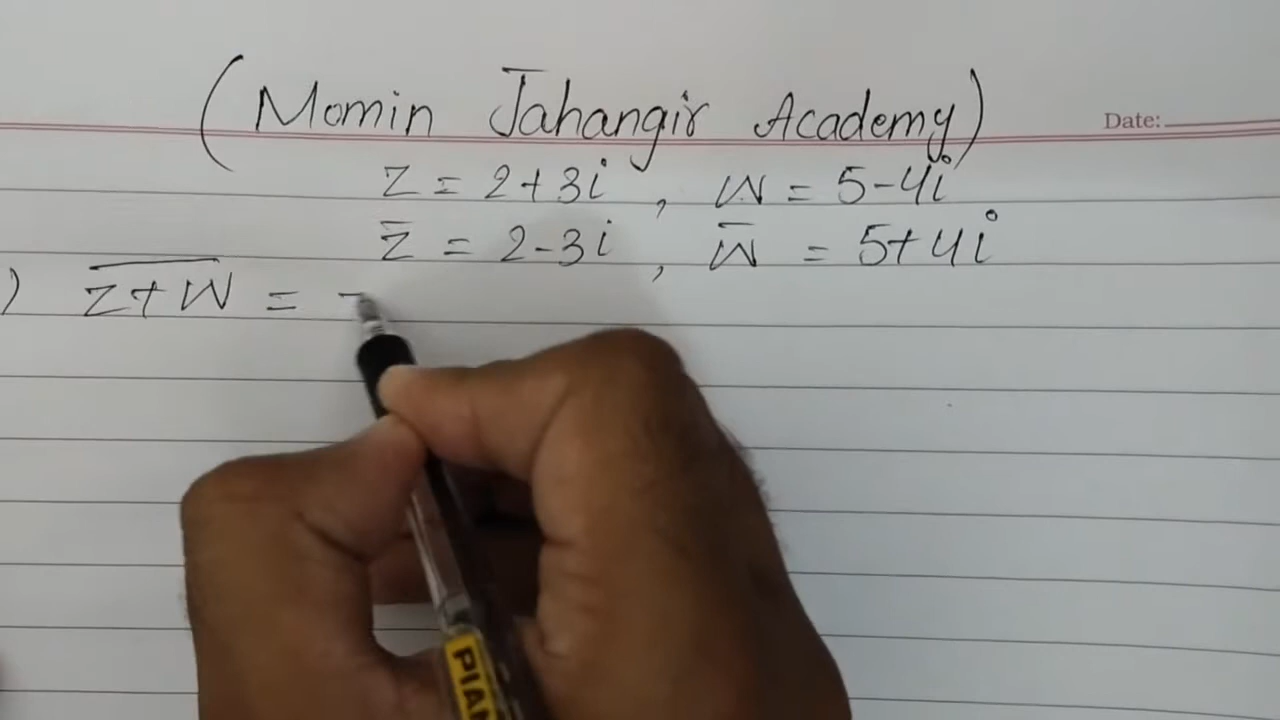 (Momin Jahangir Academy)
Date:
z = 2+3i , w = 5-4i
z̅ = 2-3i , w̅ = 5+4i
) z̅+̅w̅ =
PIAN